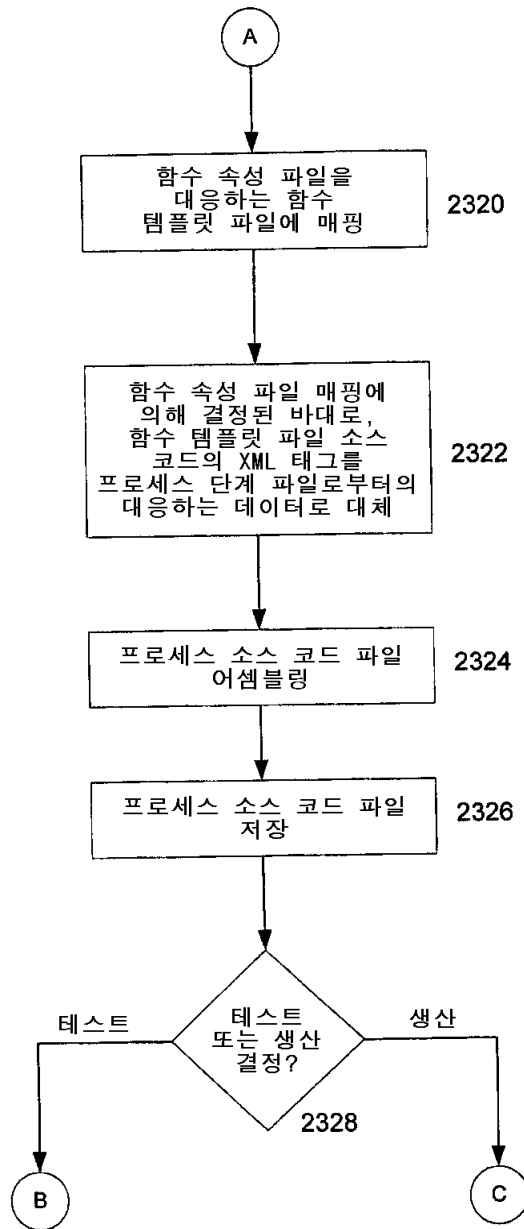 A
함수 속성 파일을
대응하는 함수
템플릿 파일에 매핑
2320
함수 속성 파일 매핑에
의해 결정된 바대로,
함수 템플릿 파일 소스
코드의 XML 태그를
프로세스 단계 파일로부터의
대응하는 데이터로 대체
2322
프로세스 소스 코드 파일
어셈블링
2324
프로세스 소스 코드 파일
저장
2326
테스트
또는 생산
결정?
테스트
생산
2328
B
C